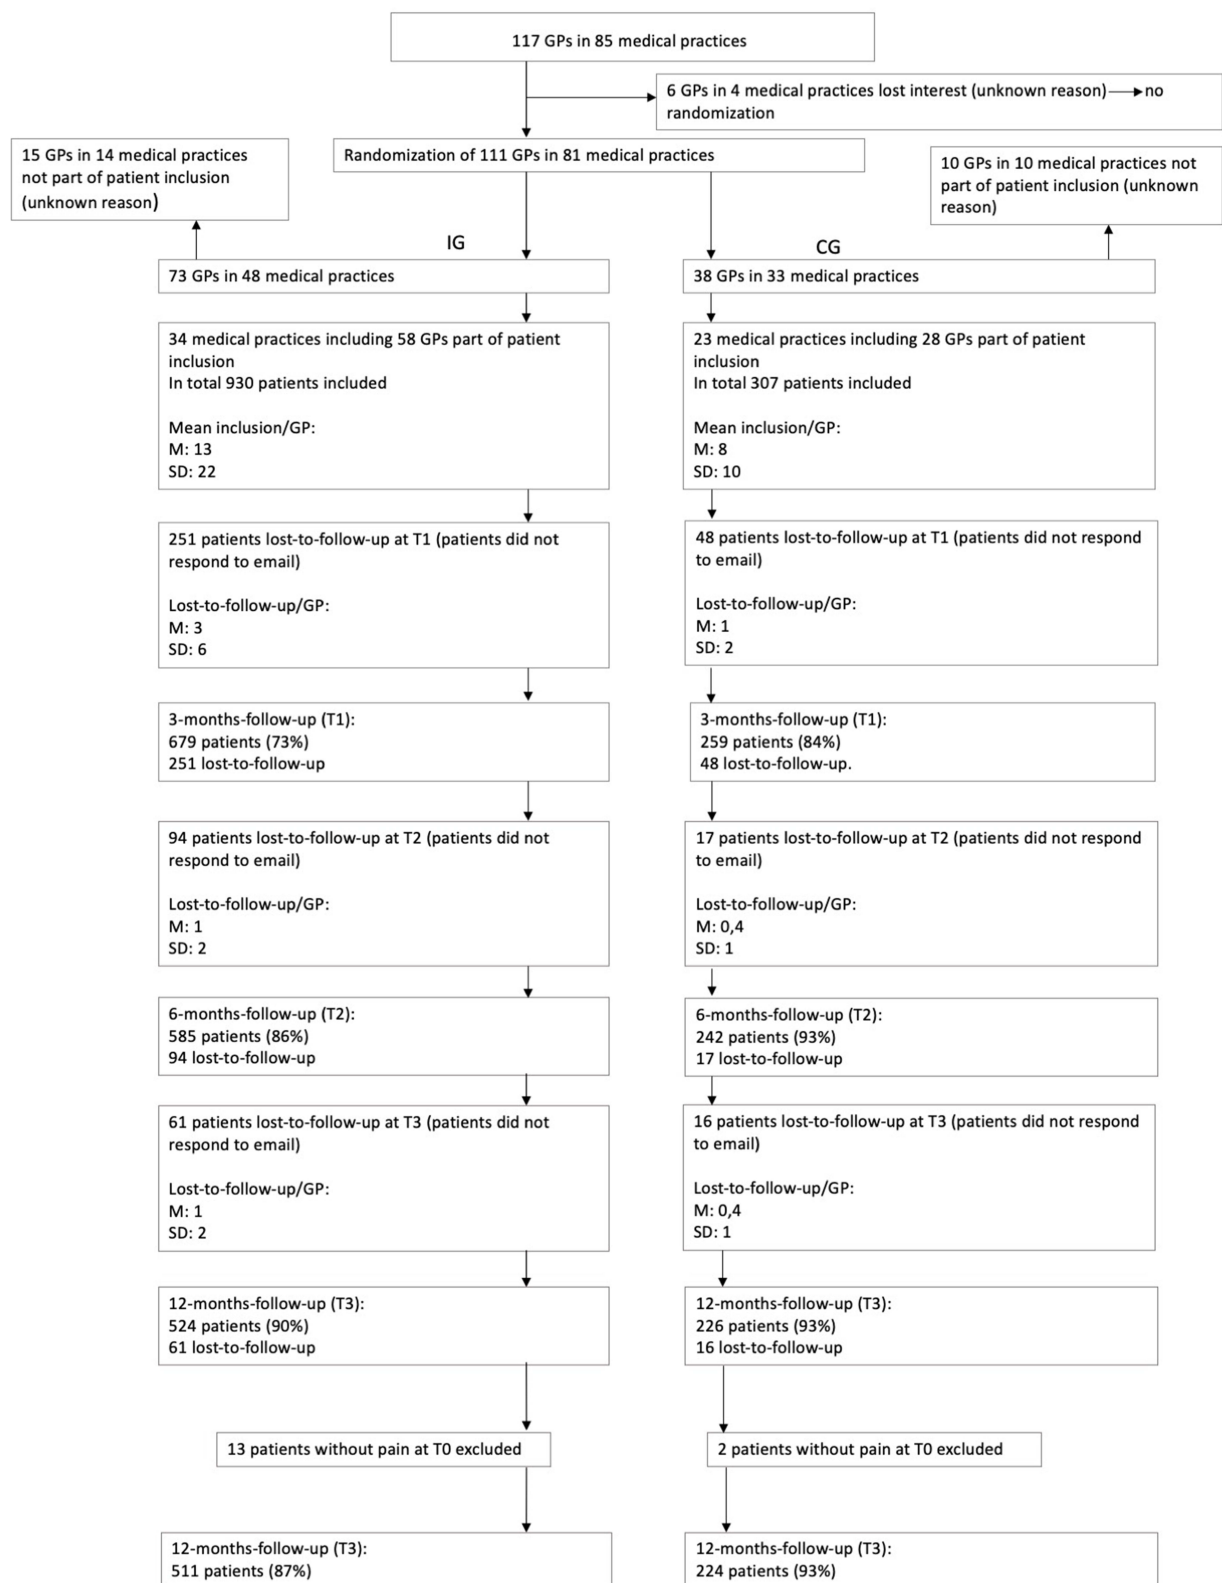 117 GPs in 85 medical practices
6 GPs in 4 medical practices lost interest (unknown reason) → no
randomization
15 GPs in 14 medical practices
not part of patient inclusion
(unknown reason)
Randomization of 111 GPs in 81 medical practices
10 GPs in 10 medical practices not
part of patient inclusion (unknown
reason)
IG
CG
73 GPs in 48 medical practices
38 GPs in 33 medical practices
34 medical practices including 58 GPs part of patient
inclusion
In total 930 patients included
Mean inclusion/GP:
M: 13
SD: 22
23 medical practices including 28 GPs part of patient
inclusion
In total 307 patients included
Mean inclusion/GP:
M: 8
SD: 10
251 patients lost-to-follow-up at T1 (patients did not
respond to email)
Lost-to-follow-up/GP:
M: 3
SD: 6
48 patients lost-to-follow-up at T1 (patients did not respond
to email)
Lost-to-follow-up/GP:
M: 1
SD: 2
3-months-follow-up (T1):
679 patients (73%)
251 lost-to-follow-up
3-months-follow-up (T1):
259 patients (84%)
48 lost-to-follow-up.
94 patients lost-to-follow-up at T2 (patients did not
respond to email)
Lost-to-follow-up/GP:
M: 1
SD: 2
17 patients lost-to-follow-up at T2 (patients did not respond
to email)
Lost-to-follow-up/GP:
M: 0,4
SD: 1
6-months-follow-up (T2):
585 patients (86%)
94 lost-to-follow-up
6-months-follow-up (T2):
242 patients (93%)
17 lost-to-follow-up
61 patients lost-to-follow-up at T3 (patients did not
respond to email)
Lost-to-follow-up/GP:
M: 1
SD: 2
16 patients lost-to-follow-up at T3 (patients did not respond
to email)
Lost-to-follow-up/GP:
M: 0,4
SD: 1
12-months-follow-up (T3):
524 patients (90%)
61 lost-to-follow-up
12-months-follow-up (T3):
226 patients (93%)
16 lost-to-follow-up
13 patients without pain at T0 excluded
2 patients without pain at T0 excluded
12-months-follow-up (T3):
511 patients (87%)
12-months-follow-up (T3):
224 patients (93%)